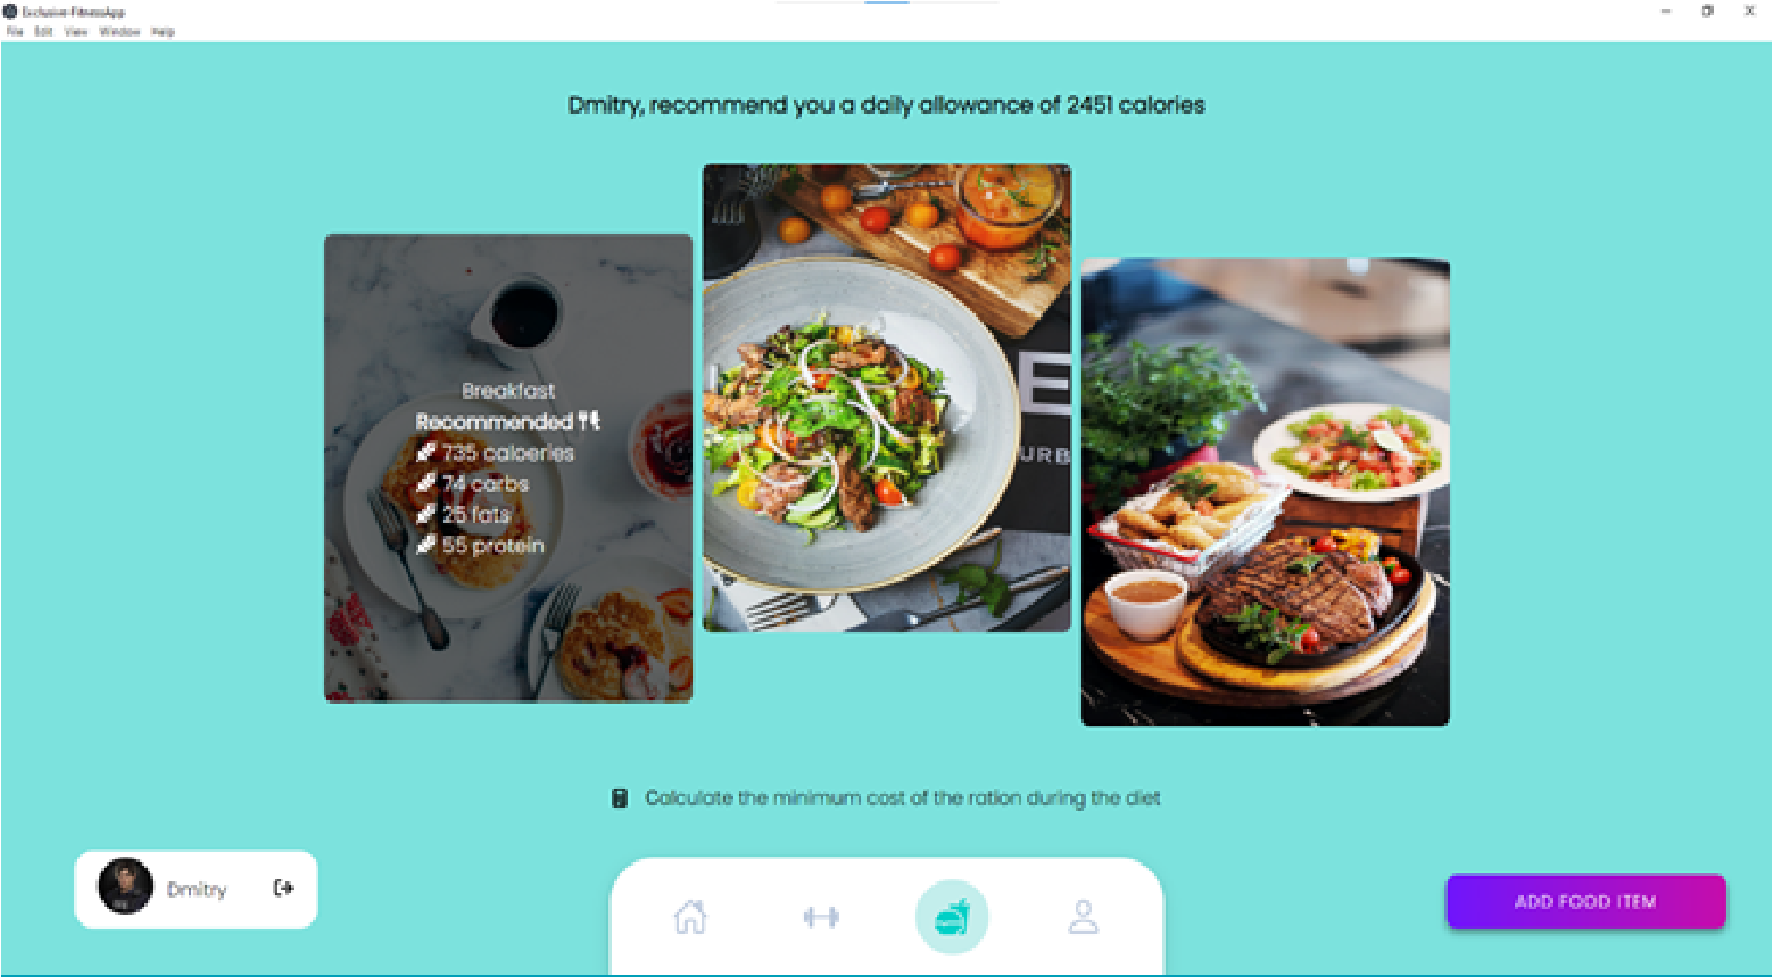 Exclusive FitnessApp
File Edit View Window Help
Dmitry, recommend you a daily allowance of 2451 calories
Breakfast
Recommended
735 caloeries
74 carbs
25 fats
55 protein
E
URB
Calculate the minimum cost of the ration during the diet
Dmitry
ADD FOOD ITEM